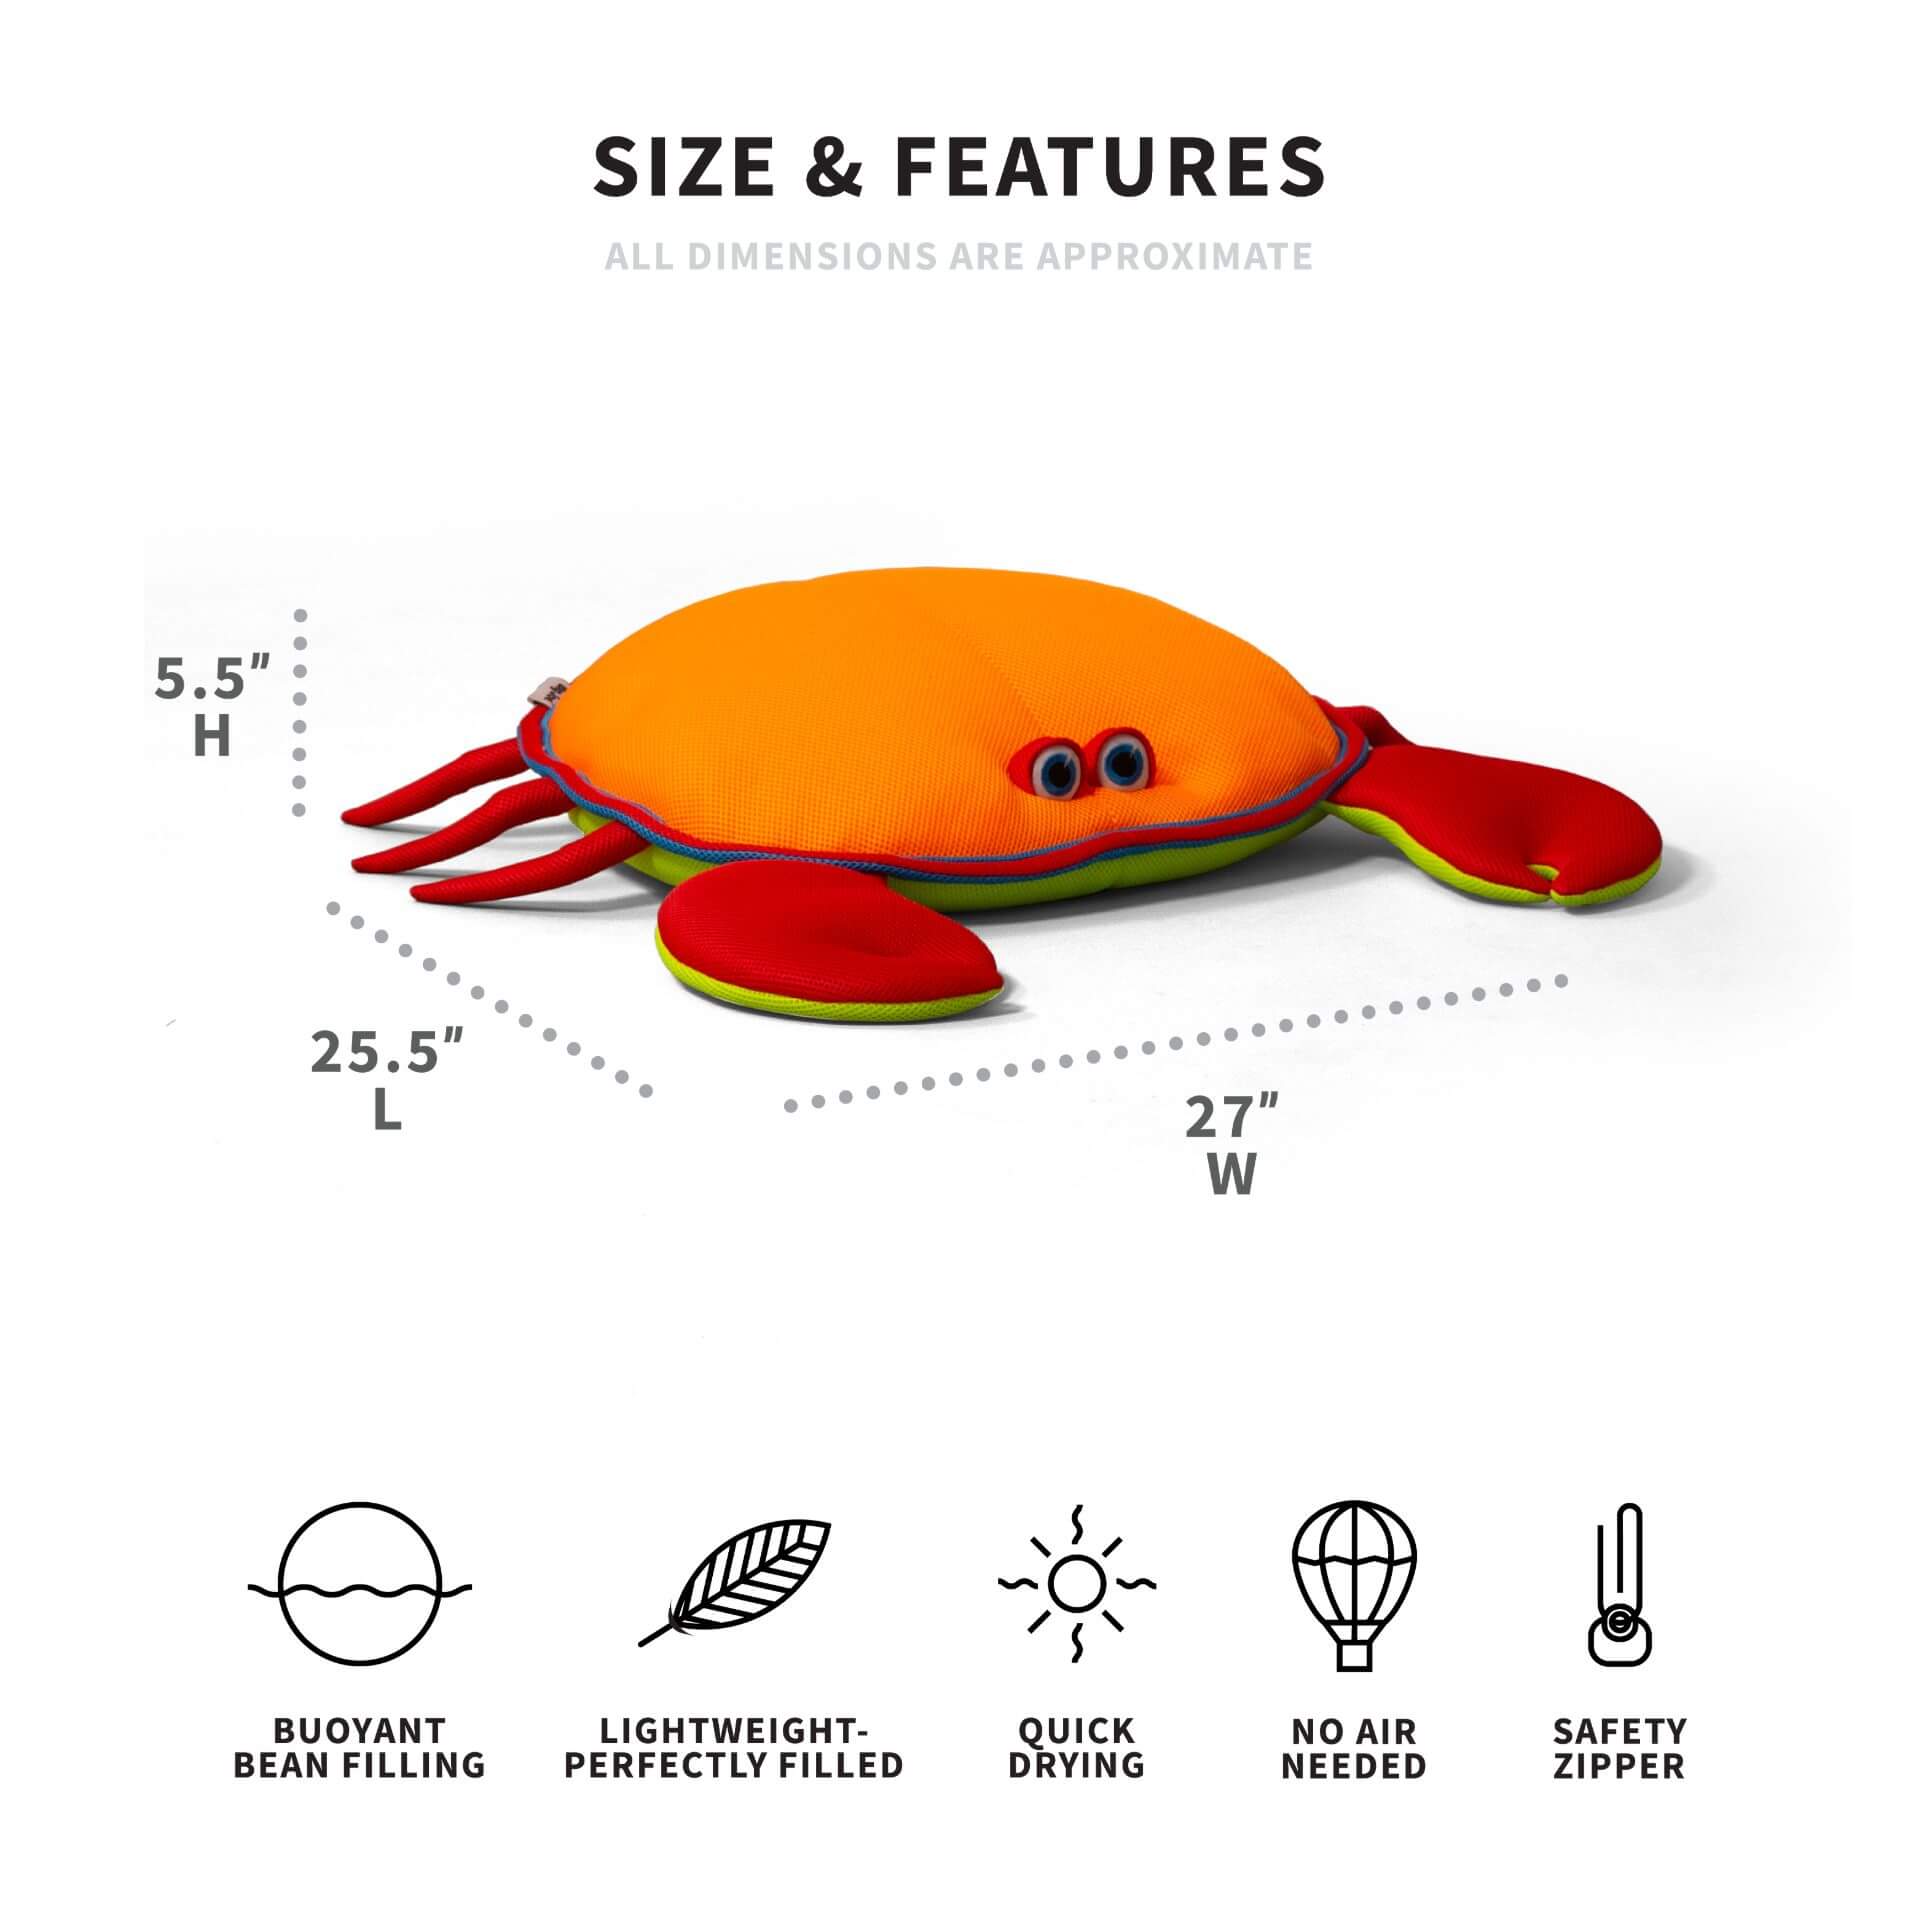 SIZE & FEATURES
ALL DIMENSIONS ARE APPROXIMATE
5.5"
H
25.5"
L
27"
W
BUOYANT
BEAN FILLING
LIGHTWEIGHT-
PERFECTLY FILLED
QUICK
DRYING
NO AIR
NEEDED
SAFETY
ZIPPER